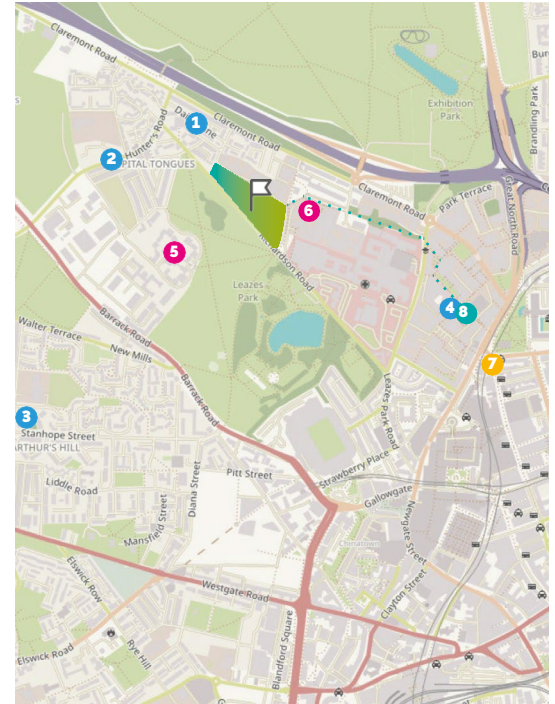 Claremont Road
Exhibition
Park
Brandling Park
1
Claremont Road
Hunter's Road
2
PITAL TONGUES
Claremont Road
Park Terrace
Great North Road
6
5
Richardson Road
Leazes
Park
4
8
Barrack Road
Walter Terrace
New Mills
7
Barrack Road
Leazes Park Road
3
Stanhope Street
ARTHUR'S HILL
Pitt Street
Strawberry Place
Liddle Road
Diana Street
Gallowgate
Mansfield Street
Newgate Street
Chinatown
Elswick Row
Westgate Road
Clayton Street
Blandford Square
Rye Hill
Elswick Road